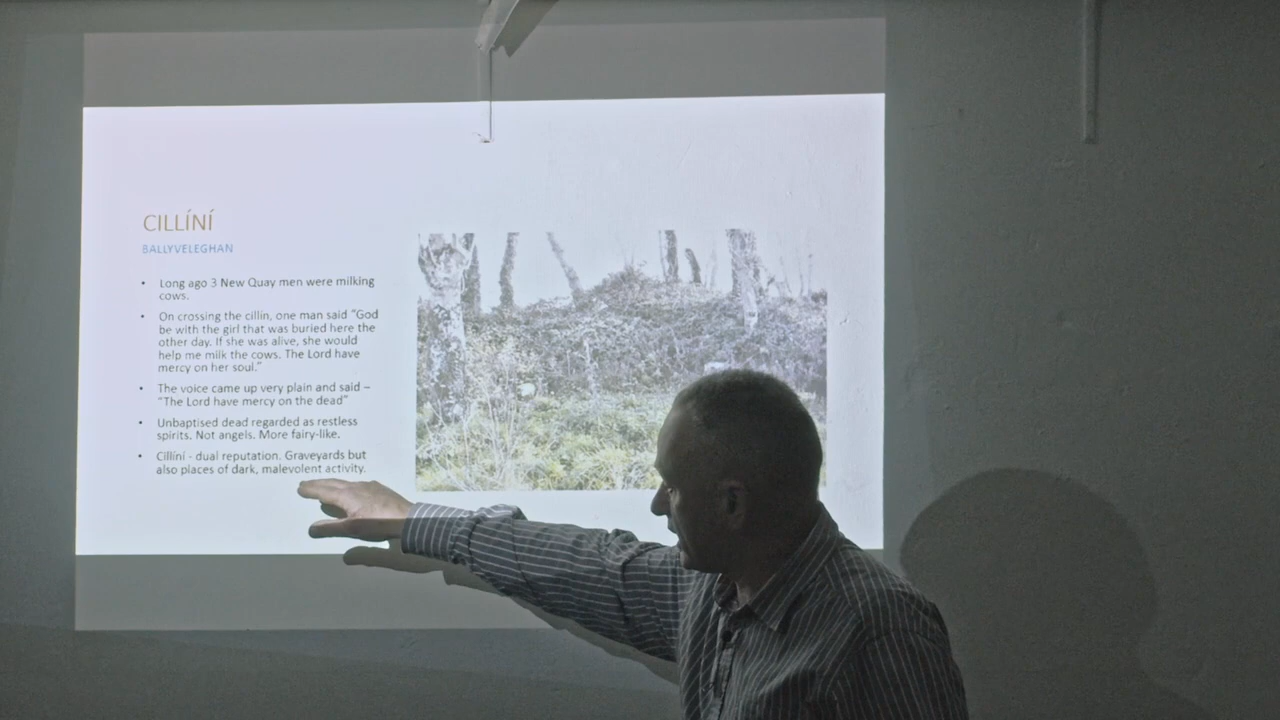 CILLÍNÍ
BALLYVELEGHAN
• Long ago 3 New Quay men were milking
cows.
• On crossing the cillín, one man said "God
be with the girl that was buried here the
other day. If she was alive, she would
help me milk the cows. The Lord have
mercy on her soul."
• The voice came up very plain and said –
"The Lord have mercy on the dead"
• Unbaptised dead regarded as restless
spirits. Not angels. More fairy-like.
• Cillíní - dual reputation. Graveyards but
also places of dark, malevolent activity.